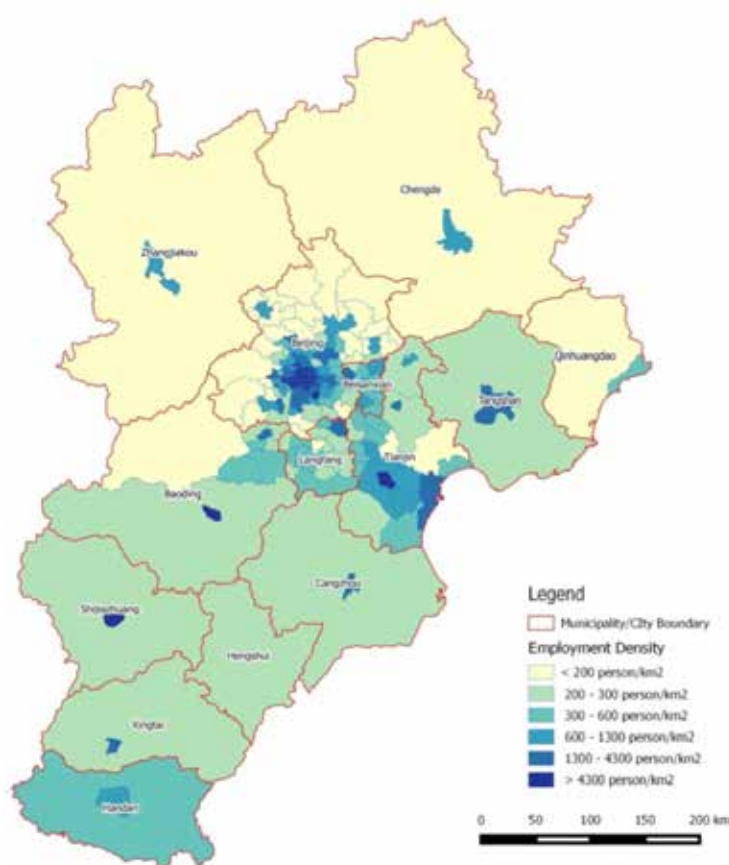 Chengde
Zhangjiakou
Beijing
Qinhuangdao
Beisanxian
Tangshan
Tianjin
Langfang
Baoding
Cangzhou
Shijiazhuang
Hengshui
Xingtai
Handan
Legend
Municipality/CIty Boundary
Employment Density
< 200 person/km2
200 - 300 person/km2
300 - 600 person/km2
600 - 1300 person/km2
1300 - 4300 person/km2
> 4300 person/km2
0 50 100 150 200 km